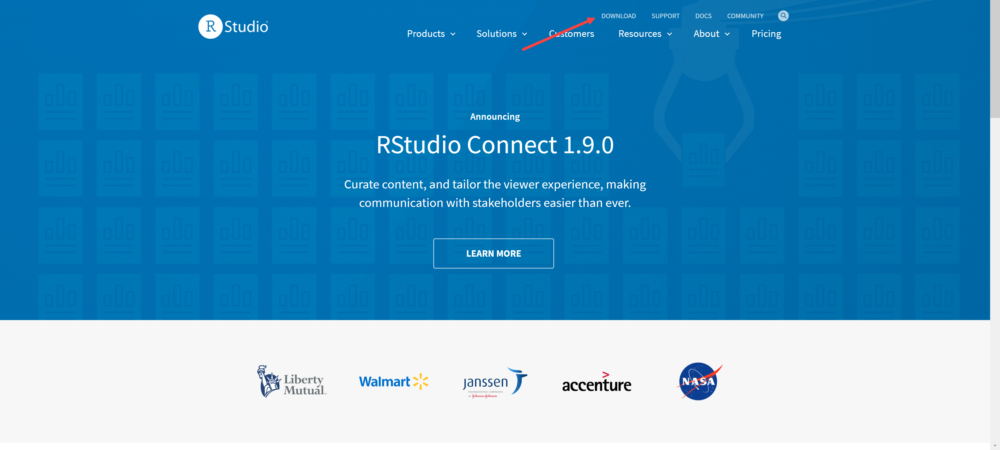 R Studio®
DOWNLOAD SUPPORT DOCS COMMUNITY
Products Solutions Customers Resources About Pricing
Announcing
RStudio Connect 1.9.0
Curate content, and tailor the viewer experience, making
communication with stakeholders easier than ever.
LEARN MORE
Liberty
Mutual™
Walmart
janssen
PHARMACEUTICAL COMPANIES
OF Johnson & Johnson
accenture
NASA